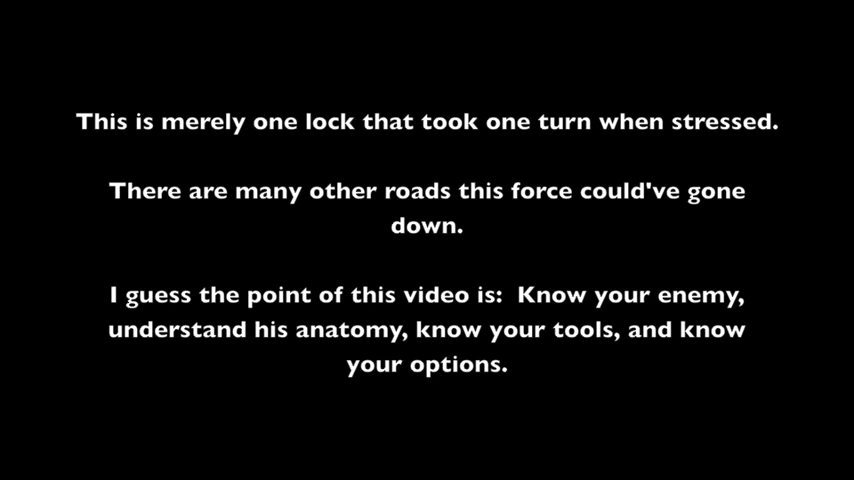 This is merely one lock that took one turn when stressed.
There are many other roads this force could've gone
down.
I guess the point of this video is:  Know your enemy,
understand his anatomy, know your tools, and know
your options.